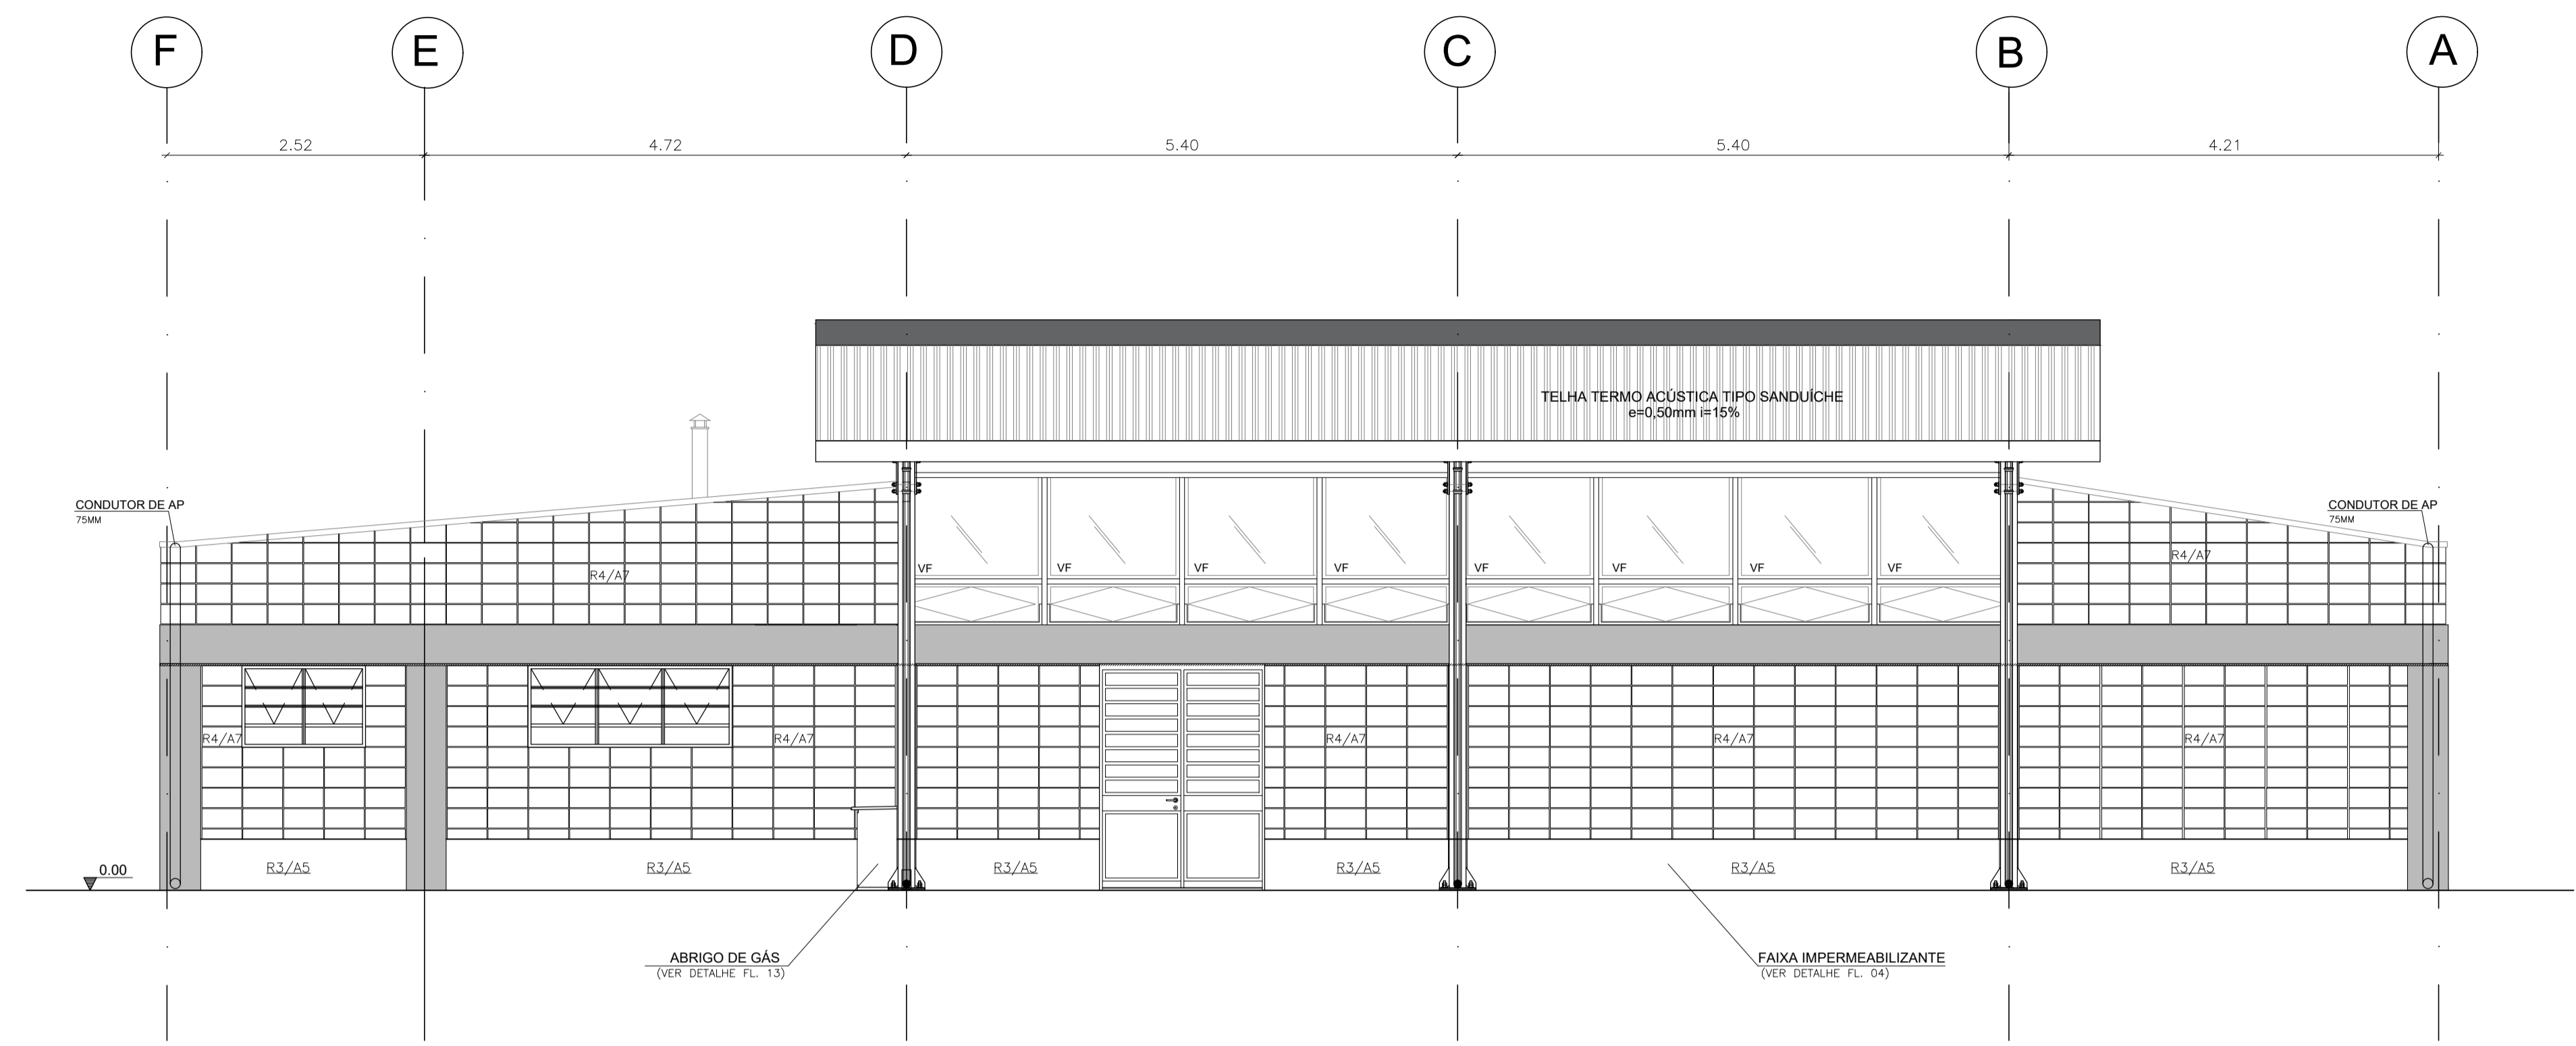 F E D C B A
2.52 4.72 5.40 5.40 4.21
TELHA TERMO ACÚSTICA TIPO SANDUÍCHE
e=0,50mm i=15%
CONDUTOR DE AP
75MM
CONDUTOR DE AP
75MM
R4/A7
VF VF VF VF VF VF VF VF
R4/A7
R4/A7 R4/A7 R4/A7 R4/A7 R4/A7
0.00
R3/A5 R3/A5 R3/A5 R3/A5 R3/A5 R3/A5
ABRIGO DE GÁS
(VER DETALHE FL. 13)
FAIXA IMPERMEABILIZANTE
(VER DETALHE FL. 04)